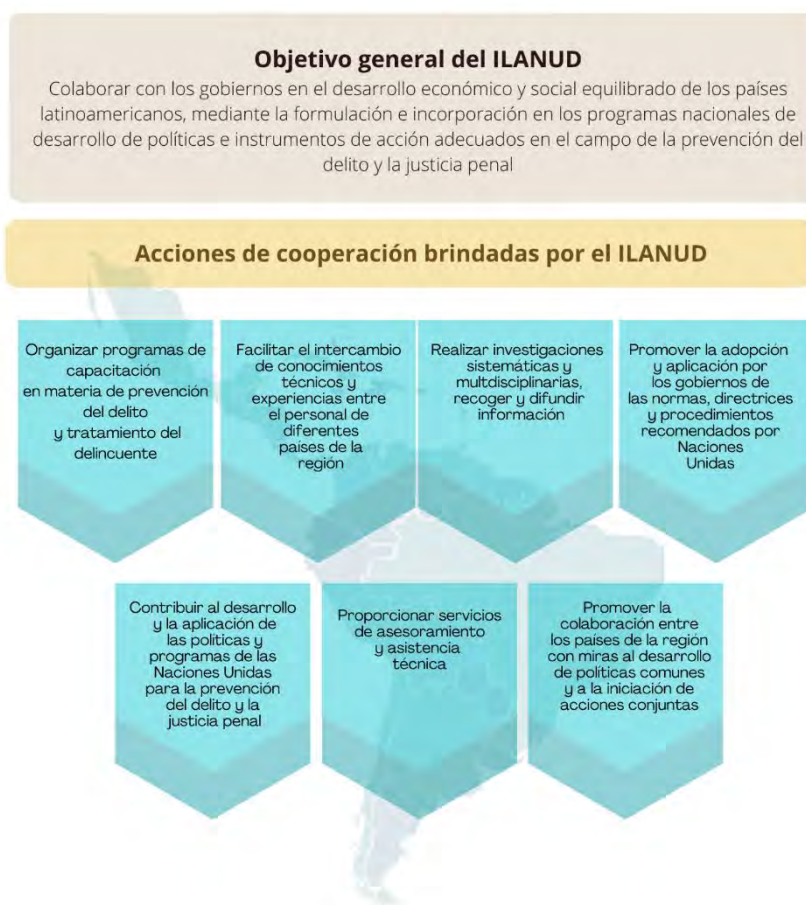 Objetivo general del ILANUD
Colaborar con los gobiernos en el desarrollo económico y social equilibrado de los países
latinoamericanos, mediante la formulación e incorporación en los programas nacionales de
desarrollo de políticas e instrumentos de acción adecuados en el campo de la prevención del
delito y la justicia penal
Acciones de cooperación brindadas por el ILANUD
Organizar programas de
capacitación
en materia de prevención
del delito
y tratamiento del
delincuente
Facilitar el intercambio
de conocimientos
técnicos y
experiencias entre
el personal de
diferentes
países de la
región
Realizar investigaciones
sistemáticas y
multdisciplinarias,
recoger y difundir
información
Promover la adopción
y aplicación por
los gobiernos de
las normas, directrices
y procedimientos
recomendados por
Naciones
Unidas
Contribuir al desarrollo
y la aplicación de
las políticas y
programas de las
Naciones Unidas
para la prevención
del delito y la
justicia penal
Proporcionar servicios
de asesoramiento
y asistencia
técnica
Promover la
colaboración entre
los países de la región
con miras al desarrollo
de políticas comunes
y a la iniciación de
acciones conjuntas